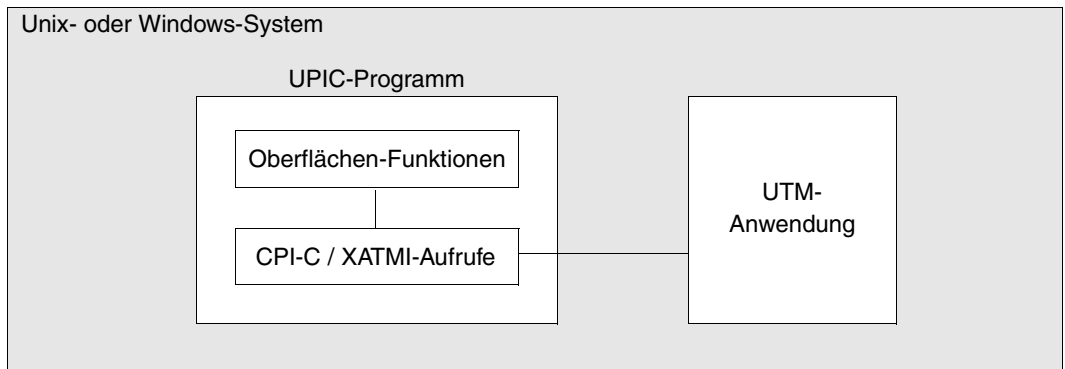 Unix- oder Windows-System
UPIC-Programm
Oberflächen-Funktionen
CPI-C / XATMI-Aufrufe
UTM-
Anwendung